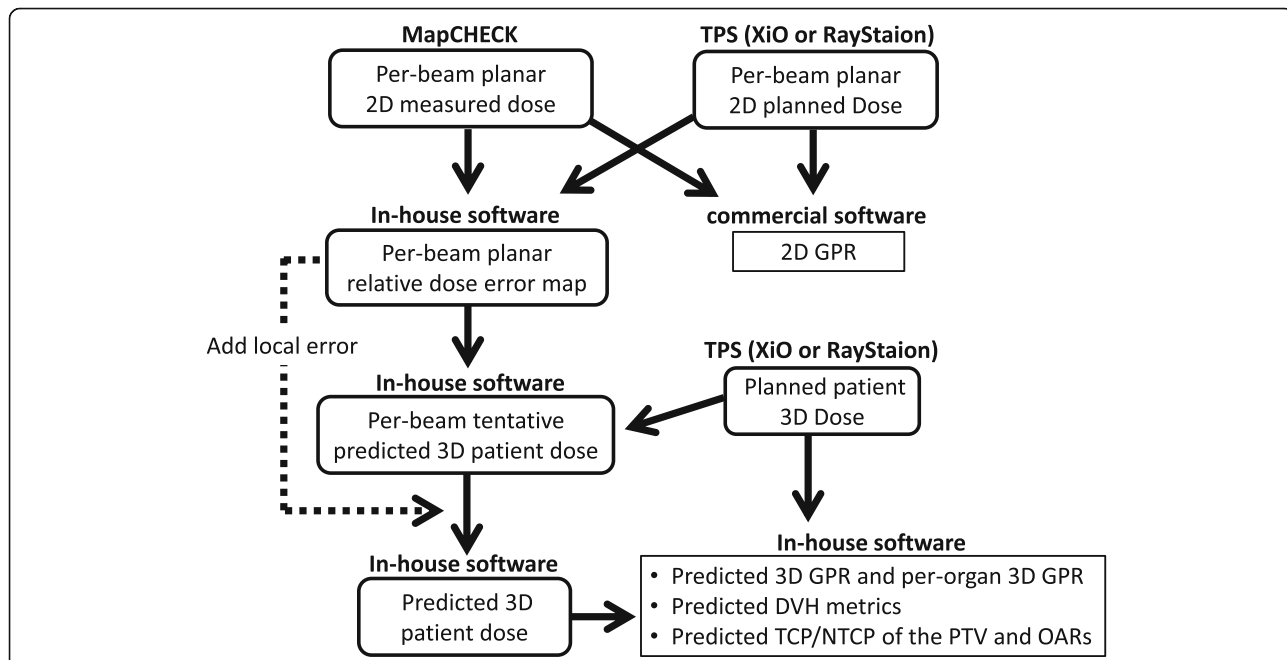 MapCHECK
Per-beam planar
2D measured dose
TPS (XiO or RayStaion)
Per-beam planar
2D planned Dose
In-house software
Per-beam planar
relative dose error map
commercial software
2D GPR
Add local error
In-house software
Per-beam tentative
predicted 3D patient dose
TPS (XiO or RayStaion)
Planned patient
3D Dose
In-house software
Predicted 3D
patient dose
In-house software
• Predicted 3D GPR and per-organ 3D GPR
• Predicted DVH metrics
• Predicted TCP/NTCP of the PTV and OARs